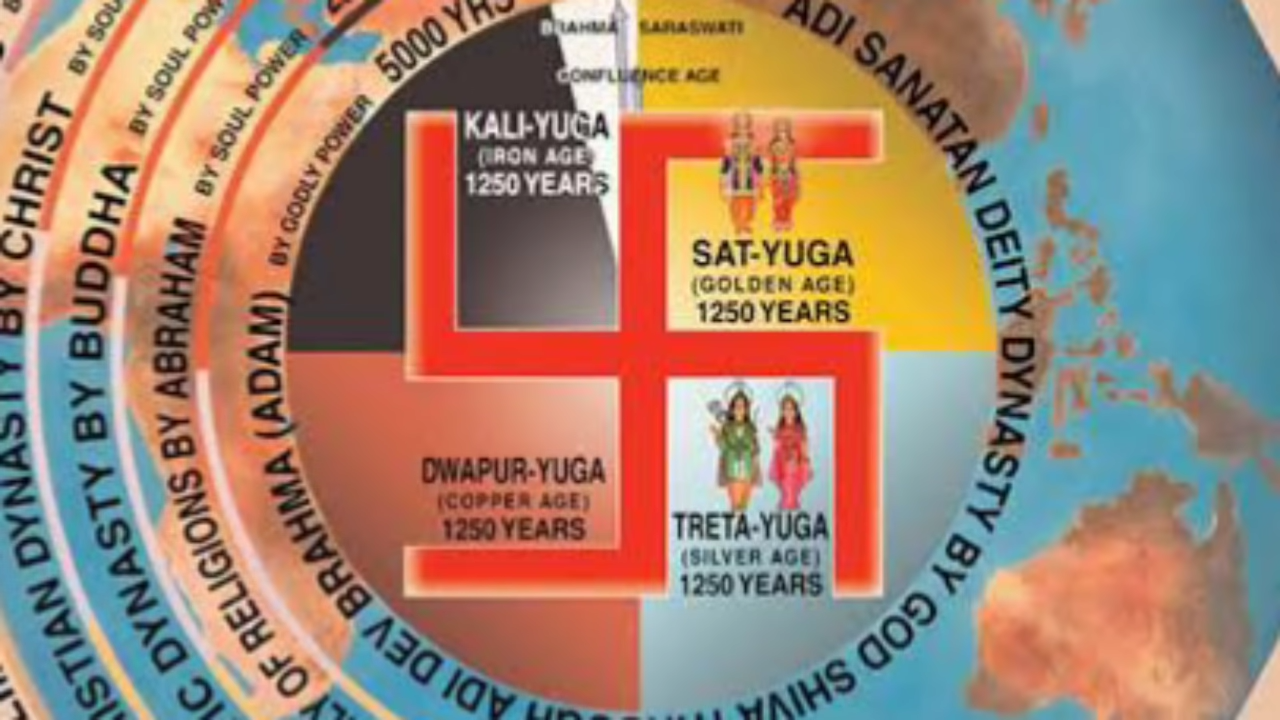 BRAHMA SARASWATI
CONFLUENCE AGE
KALI-YUGA
(IRON AGE)
1250 YEARS
SAT-YUGA
(GOLDEN AGE)
1250 YEARS
DWAPUR-YUGA
(COPPER AGE)
1250 YEARS
TRETA-YUGA
(SILVER AGE)
1250 YEARS
5000 YRS
ADI SANATAN DEITY DYNASTY BY GOD SHIVA THROUGH ADI DEV BRAHMA (ADAM) BY GODLY POWER
OF RELIGIONS BY ABRAHAM BY SOUL POWER
DYNASTY BY BUDDHA BY SOUL POW
DYNASTY BY CHRIST BY SOU